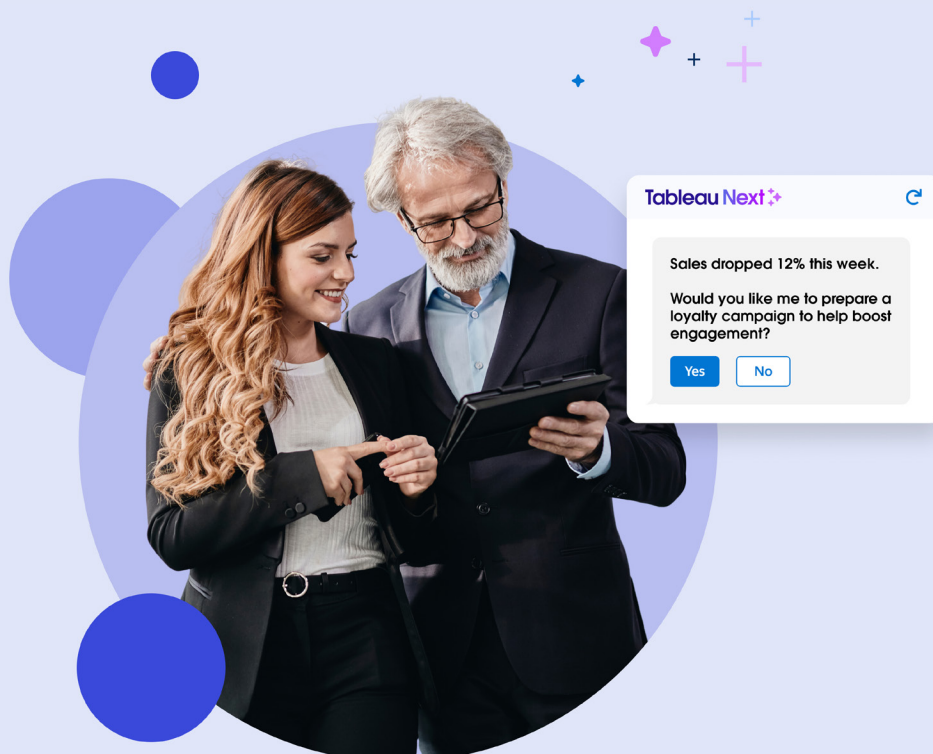 Tableau Next
Sales dropped 12% this week.
Would you like me to prepare a
loyalty campaign to help boost
engagement?
Yes
No